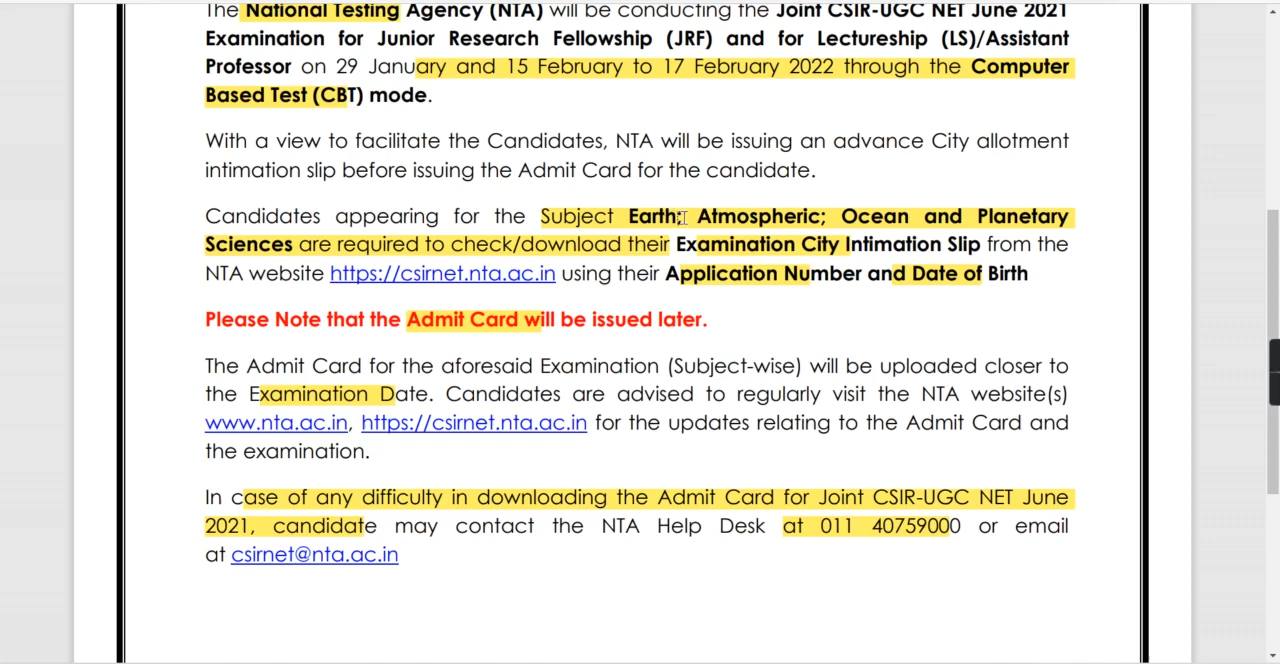 The National Testing Agency (NTA) will be conducting the Joint CSIR-UGC NET June 2021
Examination for Junior Research Fellowship (JRF) and for Lectureship (LS)/Assistant
Professor on 29 January and 15 February to 17 February 2022 through the Computer
Based Test (CBT) mode.
With a view to facilitate the Candidates, NTA will be issuing an advance City allotment
intimation slip before issuing the Admit Card for the candidate.
Candidates appearing for the Subject Earth; Atmospheric; Ocean and Planetary
Sciences are required to check/download their Examination City Intimation Slip from the
NTA website https://csirnet.nta.ac.in using their Application Number and Date of Birth
Please Note that the Admit Card will be issued later.
The Admit Card for the aforesaid Examination (Subject-wise) will be uploaded closer to
the Examination Date. Candidates are advised to regularly visit the NTA website(s)
www.nta.ac.in, https://csirnet.nta.ac.in for the updates relating to the Admit Card and
the examination.
In case of any difficulty in downloading the Admit Card for Joint CSIR-UGC NET June
2021, candidate may contact the NTA Help Desk at 011 40759000 or email
at csirnet@nta.ac.in